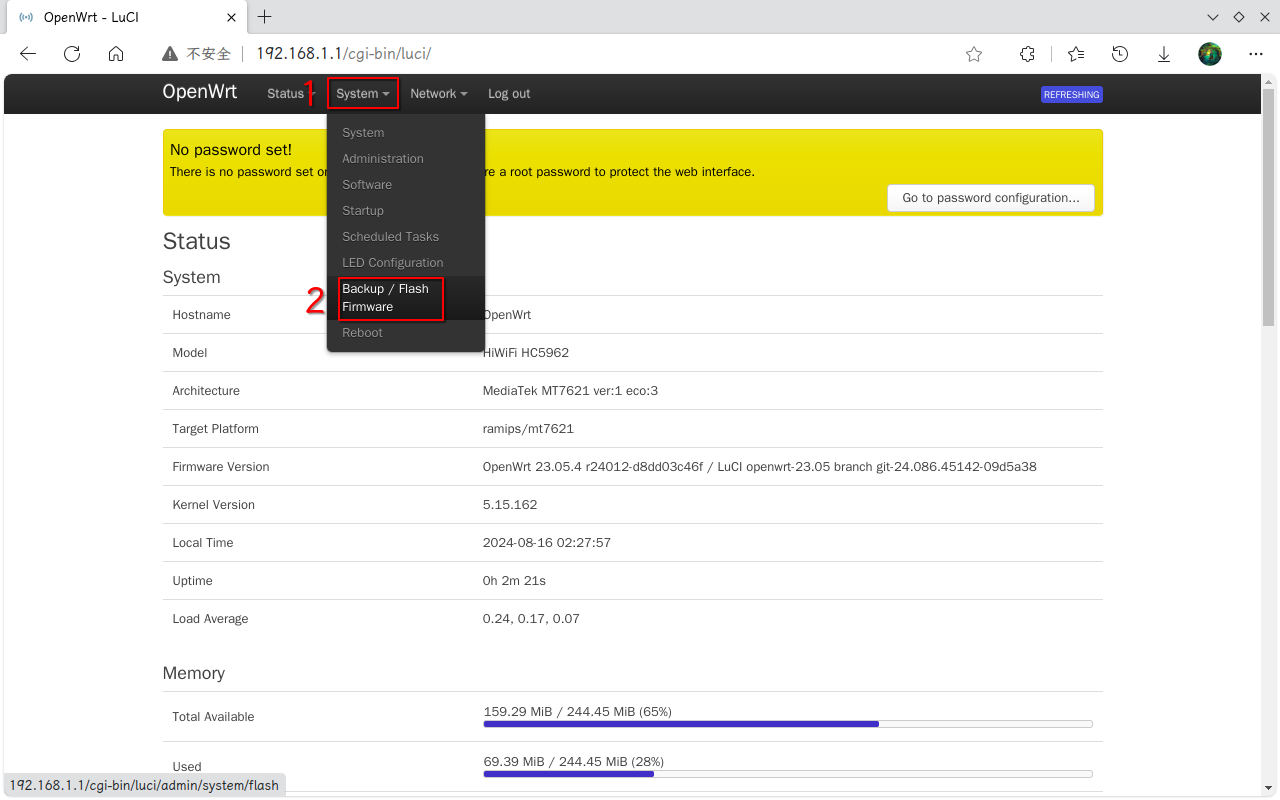 OpenWrt - LuCI
不安全 192.168.1.1/cgi-bin/luci/
OpenWrt Status 1 System Network Log out REFRESHING
System
Administration
Software
Startup
Scheduled Tasks
LED Configuration
2 Backup / Flash
Firmware
Reboot
No password set!
There is no password set or re a root password to protect the web interface.
Go to password configuration...
Status
System
Hostname OpenWrt
Model HiWiFi HC5962
Architecture MediaTek MT7621 ver:1 eco:3
Target Platform ramips/mt7621
Firmware Version OpenWrt 23.05.4 r24012-d8dd03c46f / LuCI openwrt-23.05 branch git-24.086.45142-09d5a38
Kernel Version 5.15.162
Local Time 2024-08-16 02:27:57
Uptime 0h 2m 21s
Load Average 0.24, 0.17, 0.07
Memory
Total Available 159.29 MiB / 244.45 MiB (65%)
Used 69.39 MiB / 244.45 MiB (28%)
192.168.1.1/cgi-bin/luci/admin/system/flash